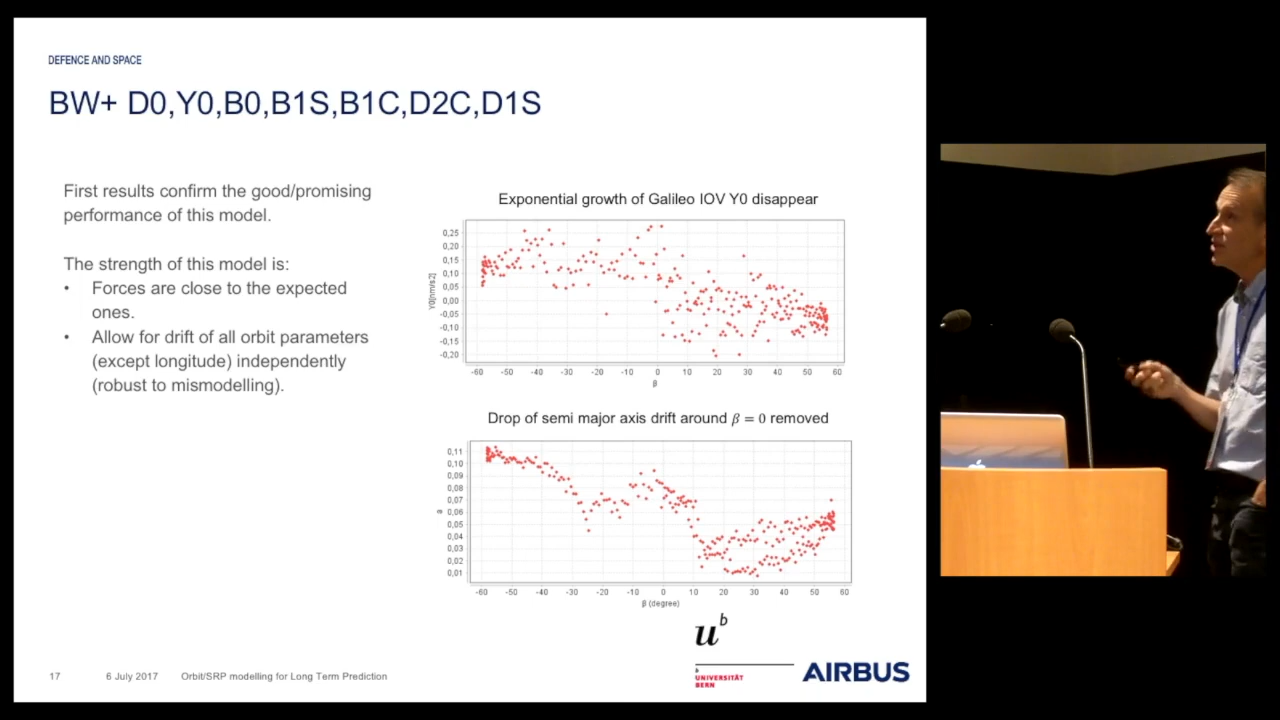 DEFENCE AND SPACE
BW+ D0,Y0,B0,B1S,B1C,D2C,D1S
First results confirm the good/promising
performance of this model.
The strength of this model is:
• Forces are close to the expected
ones.
• Allow for drift of all orbit parameters
(except longitude) independently
(robust to mismodelling).
Exponential growth of Galileo IOV Y0 disappear
Y0[nm/s2]
0,25
0,20
0,15
0,10
0,05
0,00
-0,05
-0,10
-0,15
-0,20
-60 -50 -40 -30 -20 -10 0 10 20 30 40 50 60
β
Drop of semi major axis drift around β = 0 removed
a
0,11
0,10
0,09
0,08
0,07
0,06
0,05
0,04
0,03
0,02
0,01
-60 -50 -40 -30 -20 -10 0 10 20 30 40 50 60
β (degree)
u b
b
UNIVERSITÄT
BERN
AIRBUS
17 6 July 2017 Orbit/SRP modelling for Long Term Prediction